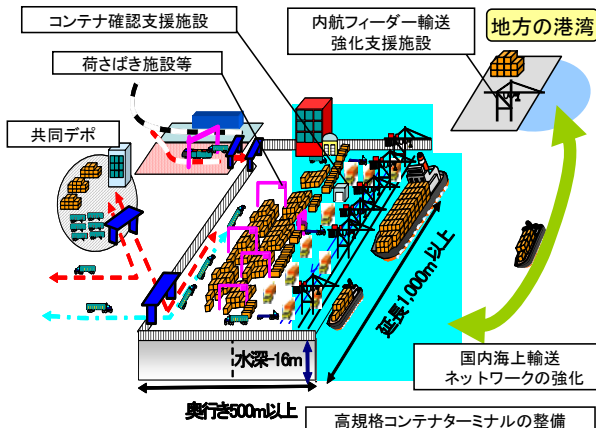 コンテナ確認支援施設
内航フィーダー輸送
強化支援施設
地方の港湾
荷さばき施設等
共同デポ
延長1,000m以上
水深-16m
奥行き500m以上
国内海上輸送
ネットワークの強化
高規格コンテナターミナルの整備